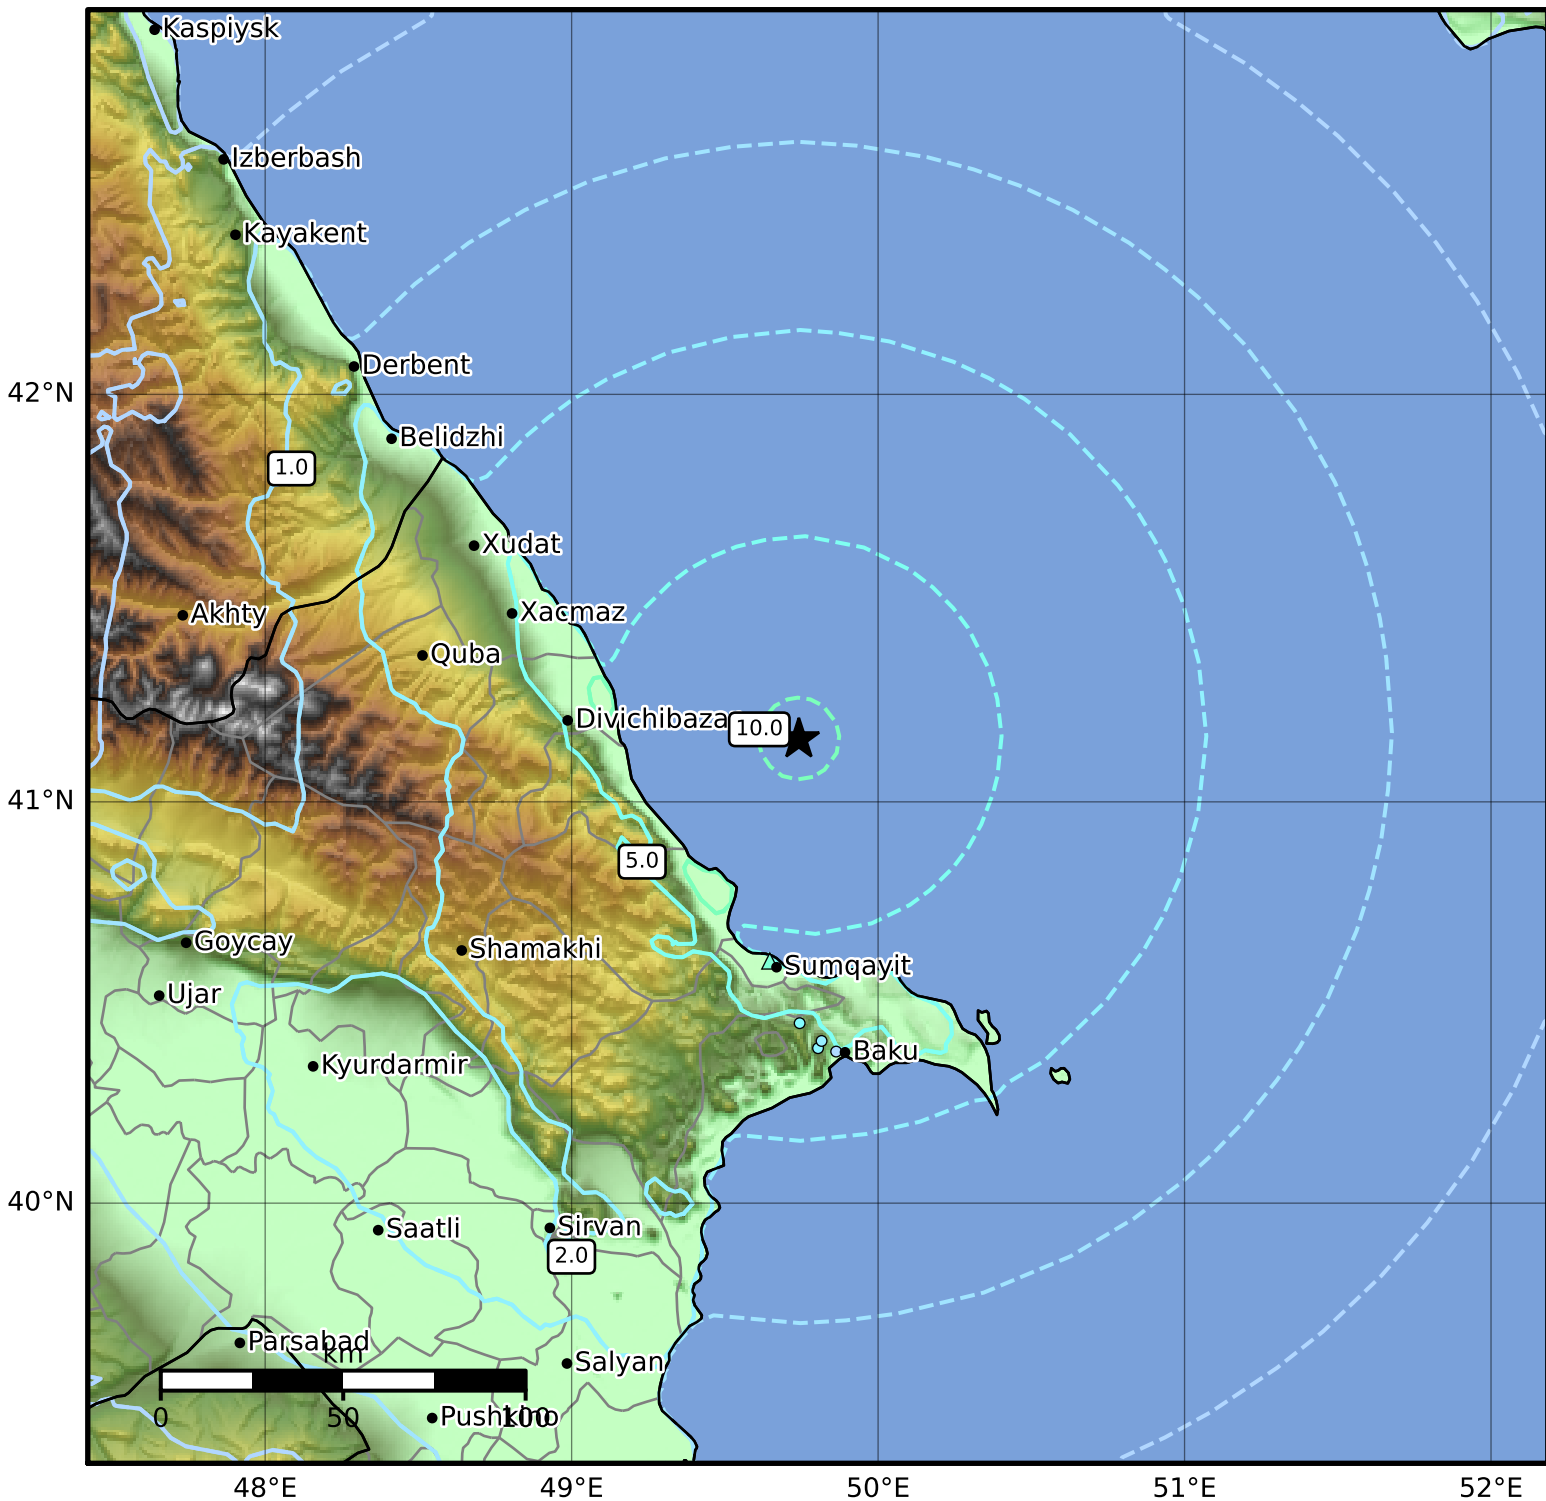 Kaspiysk
Izberbash
Kayakent
Derbent
42°N
Belidzhi
1.0
Xudat
Akhty
Xacmaz
Quba
Divichibaza
10.0
41°N
5.0
Goycay
Shamakhi
Sumqayit
Ujar
Kyurdarmir
Baku
40°N
Saatli
Sirvan
2.0
Parsabad
km
Salyan
0
50
100
Pushkino
48°E
49°E
50°E
51°E
52°E